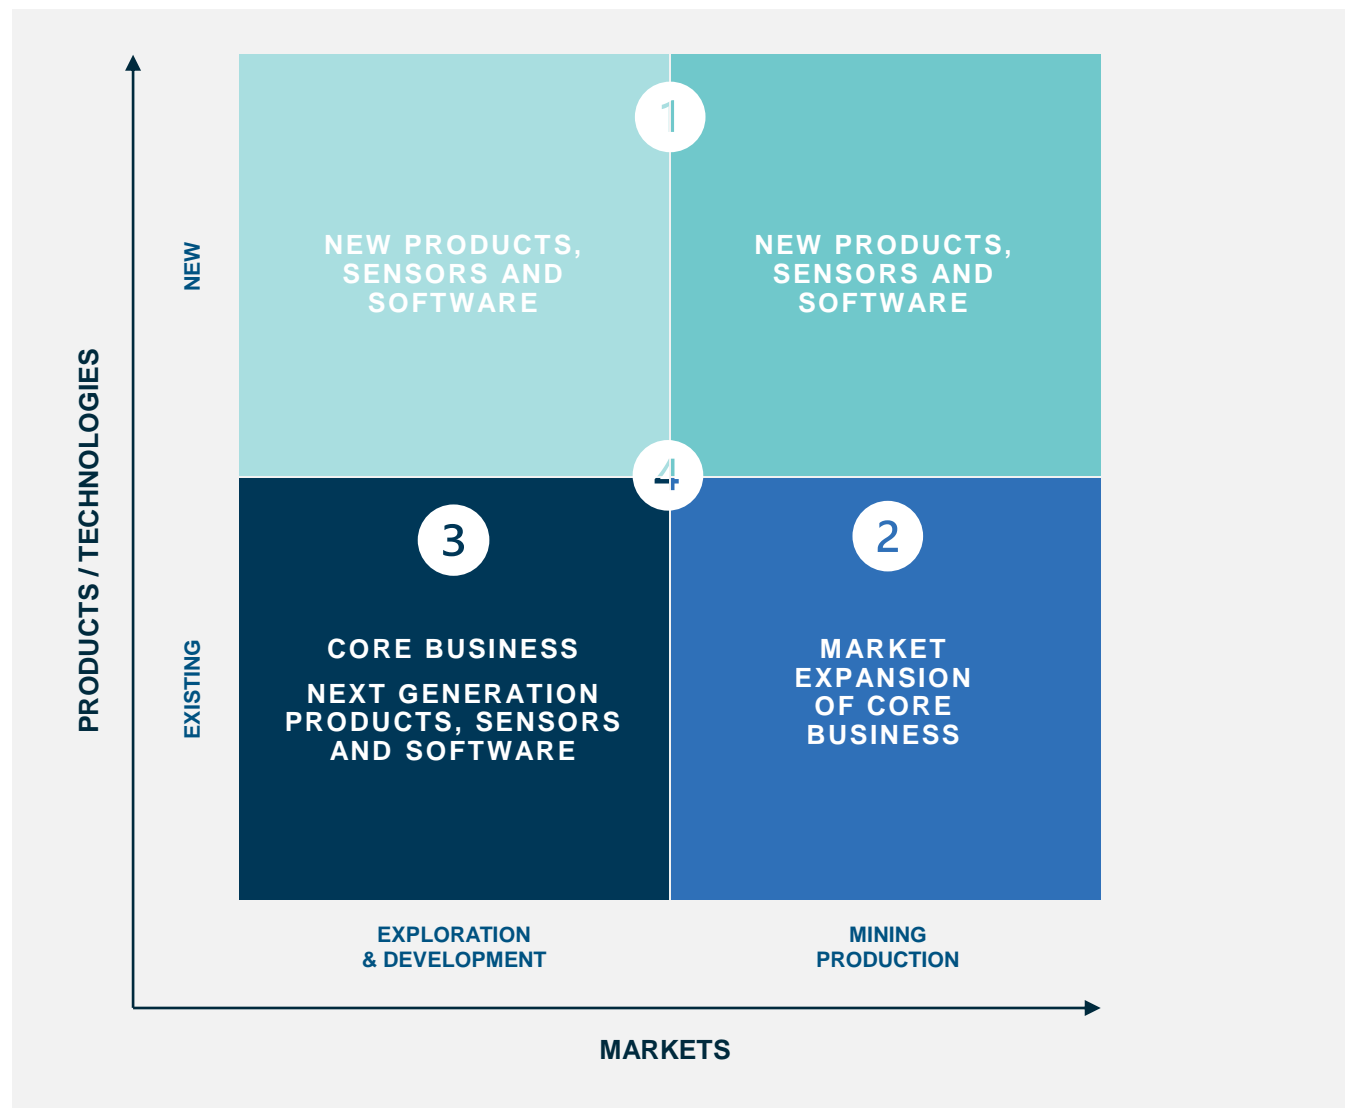 1
NEW PRODUCTS,
SENSORS AND
SOFTWARE
NEW PRODUCTS,
SENSORS AND
SOFTWARE
NEW
PRODUCTS / TECHNOLOGIES
4
3
2
CORE BUSINESS
NEXT GENERATION
PRODUCTS, SENSORS
AND SOFTWARE
MARKET
EXPANSION
OF CORE
BUSINESS
EXISTING
EXPLORATION
& DEVELOPMENT
MINING
PRODUCTION
MARKETS